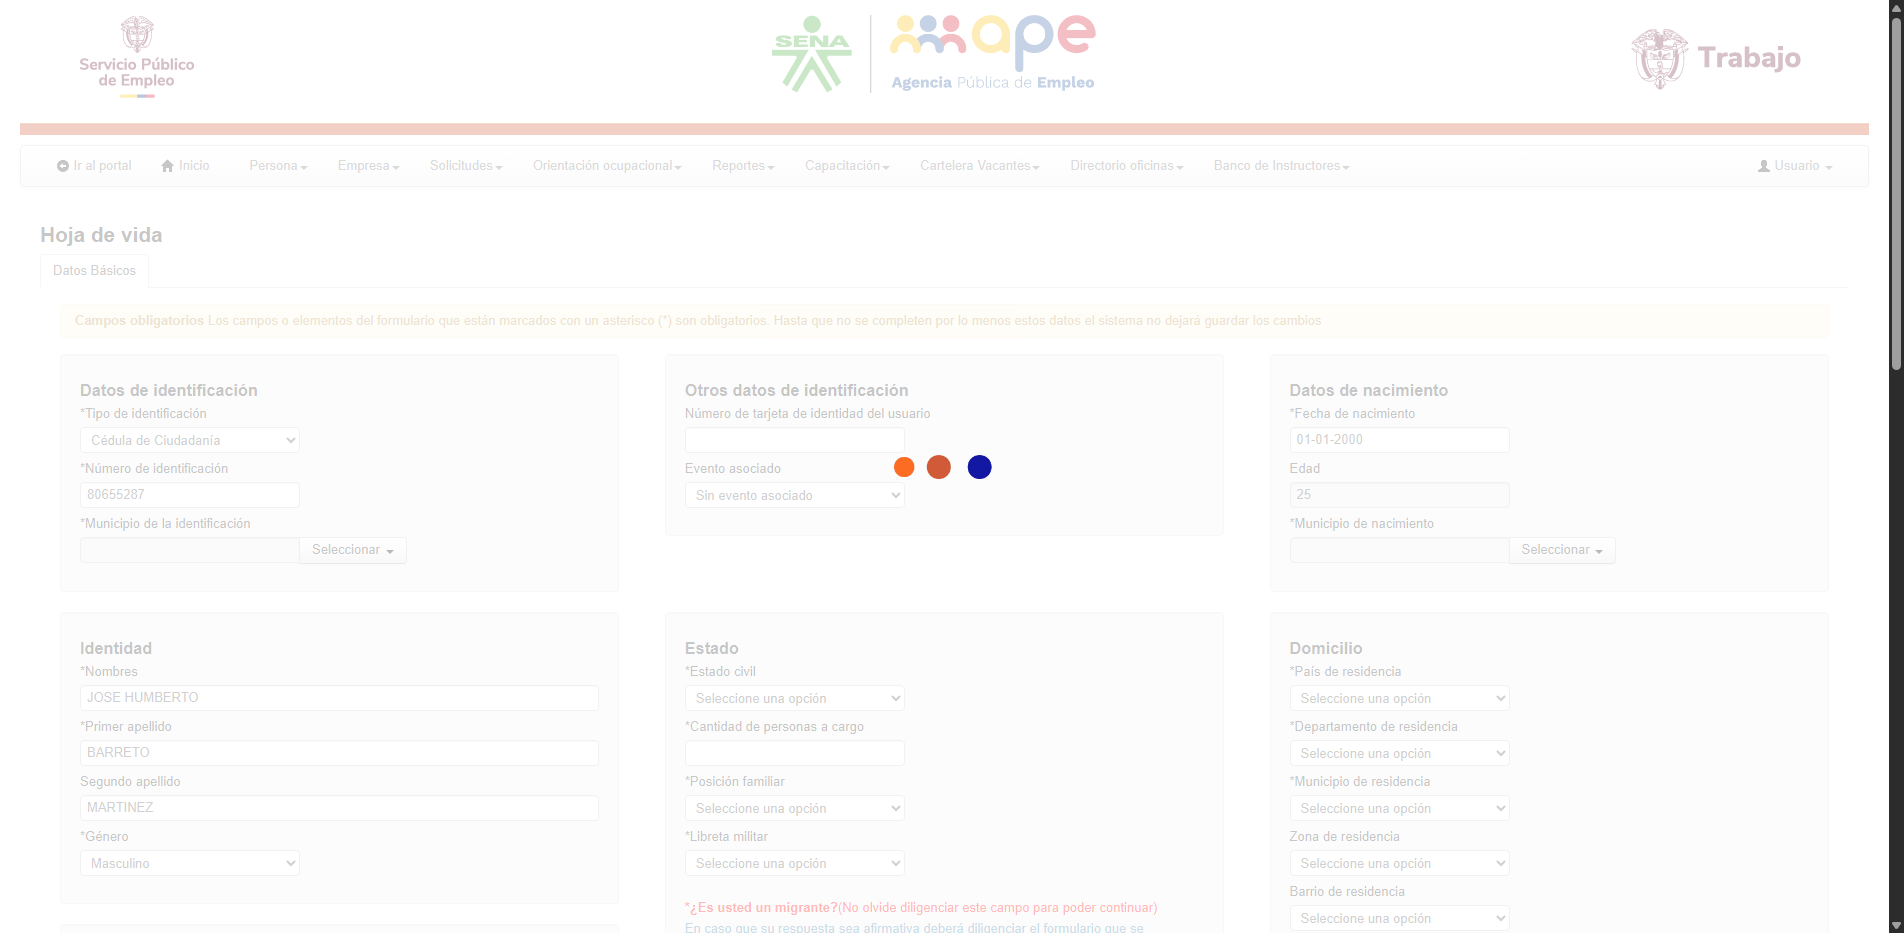 Servicio Público
de Empleo
SENA
ape
Agencia Pública de Empleo
Trabajo
Ir al portal
Inicio
Persona
Empresa
Solicitudes
Orientación ocupacional
Reportes
Capacitación
Cartelera Vacantes
Directorio oficinas
Banco de Instructores
Usuario
Hoja de vida
Datos Básicos
Campos obligatorios Los campos o elementos del formulario que están marcados con un asterisco (*) son obligatorios. Hasta que no se completen por lo menos estos datos el sistema no dejará guardar los cambios
Datos de identificación
*Tipo de identificación
Cédula de Ciudadanía
*Número de identificación
80655287
*Municipio de la identificación
Seleccionar
Otros datos de identificación
Número de tarjeta de identidad del usuario
Evento asociado
Sin evento asociado
Datos de nacimiento
*Fecha de nacimiento
01-01-2000
Edad
25
*Municipio de nacimiento
Seleccionar
Identidad
*Nombres
JOSE HUMBERTO
*Primer apellido
BARRETO
Segundo apellido
MARTINEZ
*Género
Masculino
Estado
*Estado civil
Seleccione una opción
*Cantidad de personas a cargo
*Posición familiar
Seleccione una opción
*Libreta militar
Seleccione una opción
*¿Es usted un migrante?(No olvide diligenciar este campo para poder continuar)
En caso que su respuesta sea afirmativa deberá diligenciar el formulario que se
Domicilio
*País de residencia
Seleccione una opción
*Departamento de residencia
Seleccione una opción
*Municipio de residencia
Seleccione una opción
Zona de residencia
Seleccione una opción
Barrio de residencia
Seleccione una opción